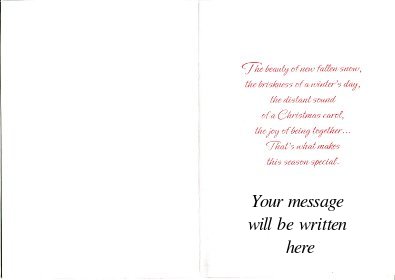 The beauty of new fallen snow,
the briskness of a winter's day,
the distant sound
of a Christmas carol,
the joy of being together...
That's what makes
this season special.
Your message
will be written
here